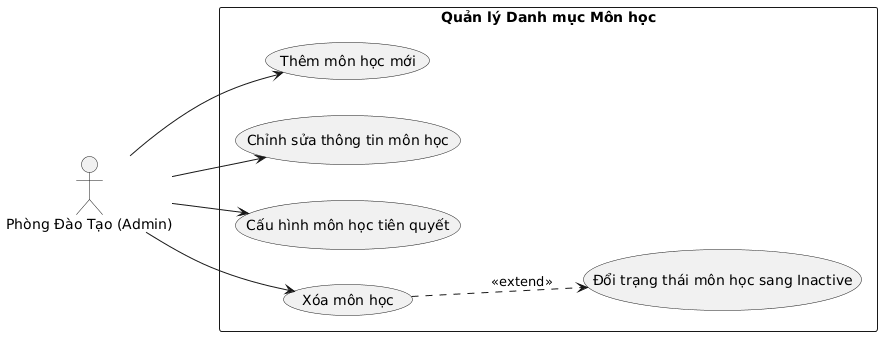 Quản lý Danh mục Môn học
Thêm môn học mới
Chỉnh sửa thông tin môn học
Phòng Đào Tạo (Admin)
Cấu hình môn học tiên quyết
«extend»
Đổi trạng thái môn học sang Inactive
Xóa môn học